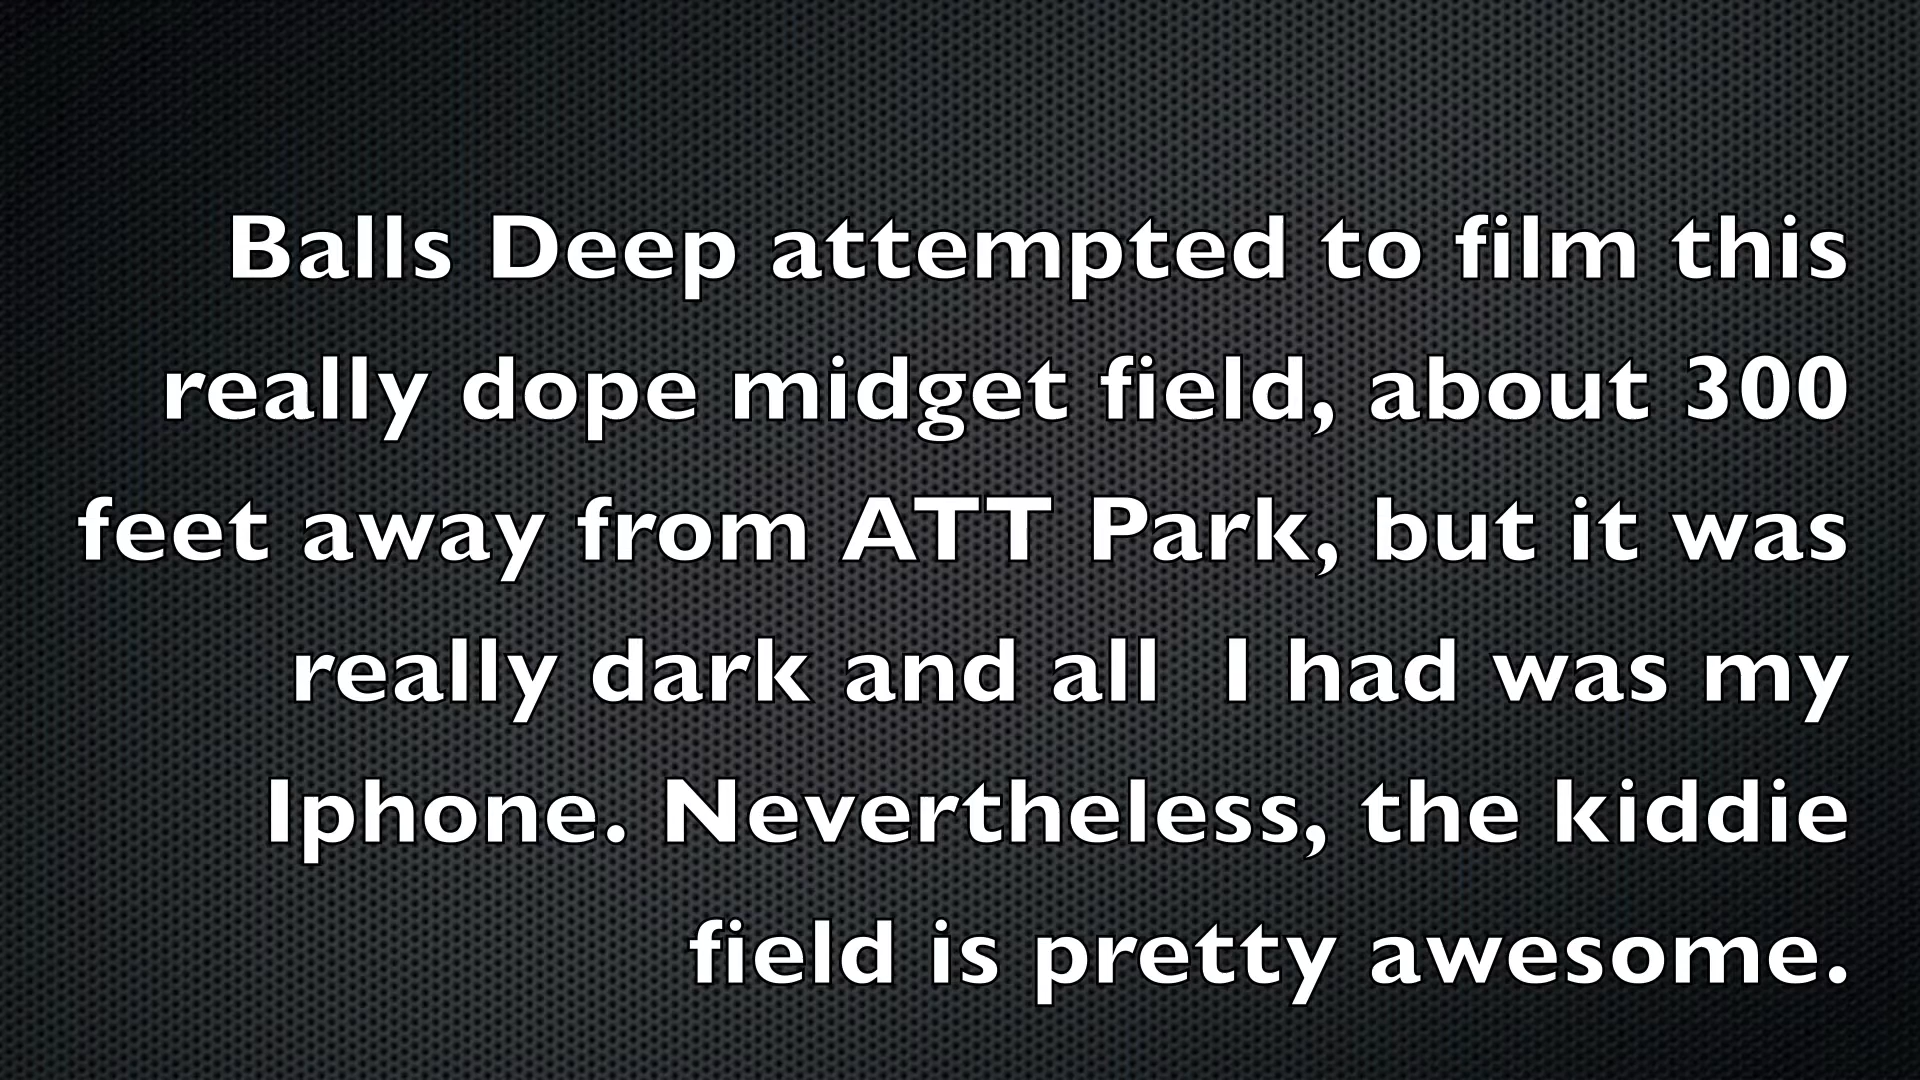 Balls Deep attempted to film this
really dope midget field, about 300
feet away from ATT Park, but it was
really dark and all  I had was my
Iphone. Nevertheless, the kiddie
field is pretty awesome.